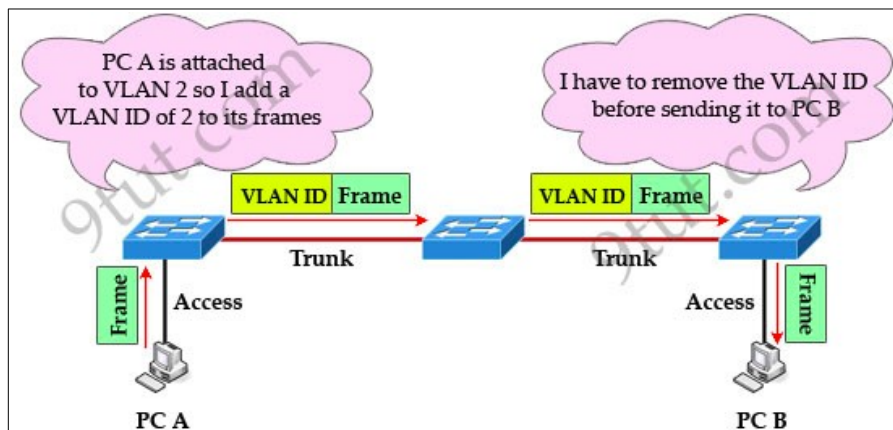 PC A is attached
to VLAN 2 so I add a
VLAN ID of 2 to its frames
I have to remove the VLAN ID
before sending it to PC B
9tut.com
9tut.com
VLAN ID Frame
VLAN ID Frame
Trunk
Trunk
Frame
Access
Access
Frame
PC A
PC B